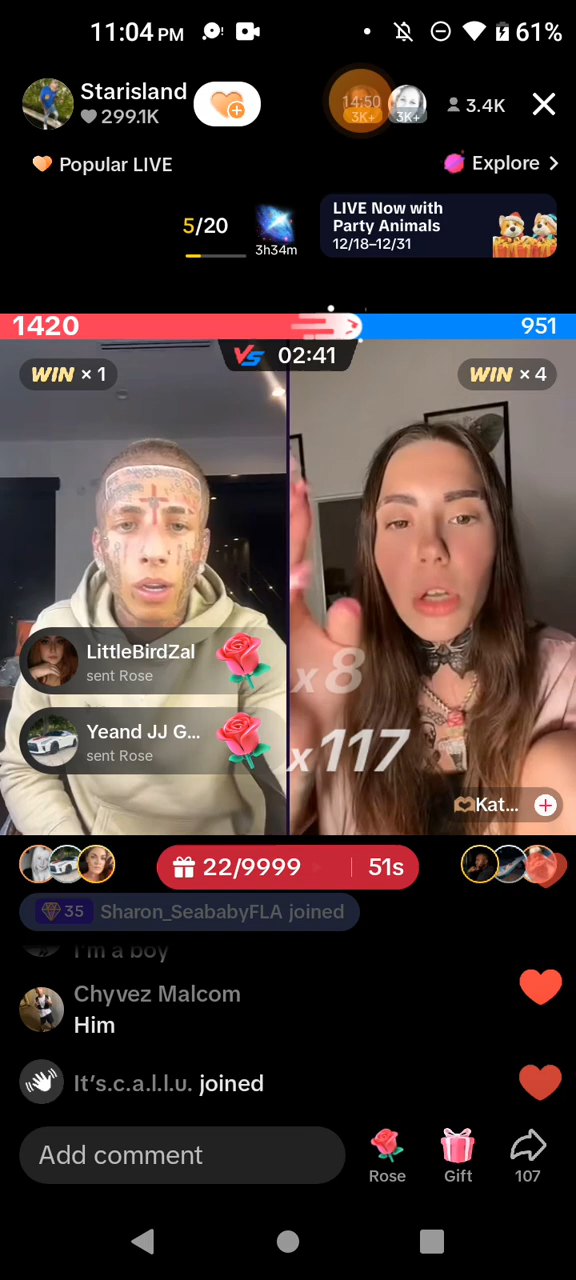 11:04 PM
61%
Starisland
299.1K
14:50
3K+
3K+
3.4K
Popular LIVE
Explore
5/20
3h34m
LIVE Now with
Party Animals
12/18–12/31
1420
951
VS 02:41
WIN × 1
WIN × 4
LittleBirdZal
sent Rose
x8
Yeand JJ G...
sent Rose
x117
Kat...
22/9999
51s
35 Sharon_SeababyFLA joined
I'm a boy
Chyvez Malcom
Him
It's.c.a.l.l.u. joined
Add comment
Rose
Gift
107